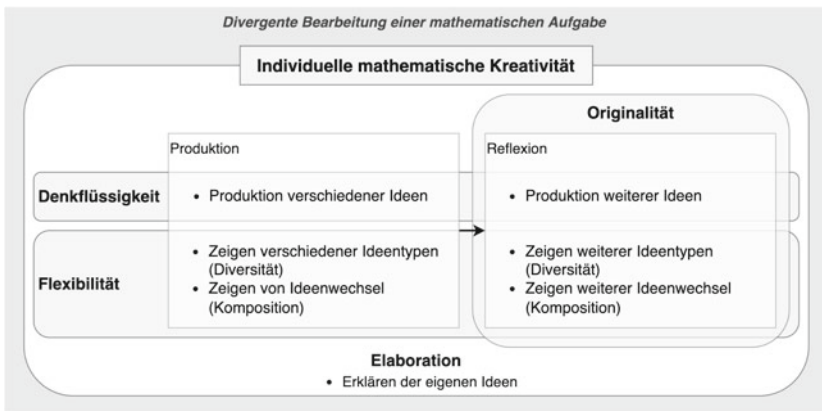 Divergente Bearbeitung einer mathematischen Aufgabe
Individuelle mathematische Kreativität
Originalität
Produktion
Reflexion
Denkflüssigkeit
• Produktion verschiedener Ideen
• Produktion weiterer Ideen
Flexibilität
• Zeigen verschiedener Ideentypen
(Diversität)
• Zeigen von Ideenwechsel
(Komposition)
• Zeigen weiterer Ideentypen
(Diversität)
• Zeigen weiterer Ideenwechsel
(Komposition)
Elaboration
• Erklären der eigenen Ideen